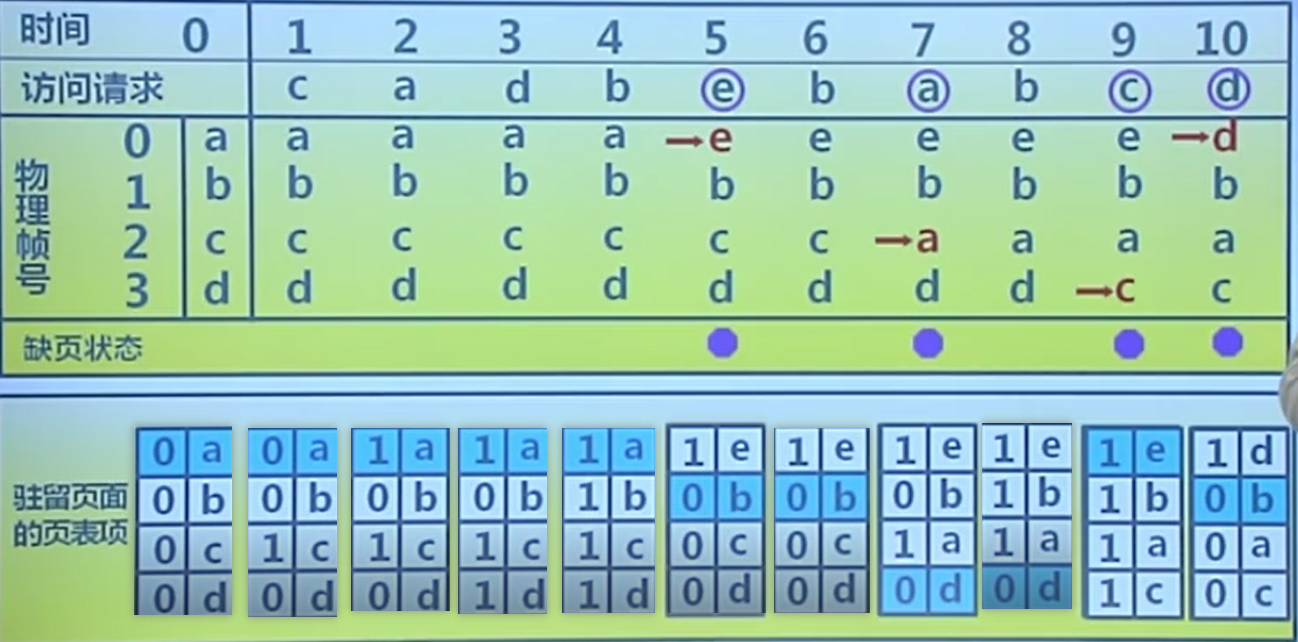 时间 0 1 2 3 4 5 6 7 8 9 10
访问请求 c a d b e b a b c d
物理帧号
0 a a a a a →e e e e e →d
1 b b b b b b b b b b b
2 c c c c c c c →a a a a
3 d d d d d d d d d →c c
缺页状态
驻留页面
的页表项
0 a 0 a 1 a 1 a 1 a 1 e 1 e 1 e 1 e 1 e 1 d
0 b 0 b 0 b 0 b 1 b 0 b 0 b 0 b 1 b 1 b 0 b
0 c 1 c 1 c 1 c 1 c 0 c 0 c 1 a 1 a 1 a 0 a
0 d 0 d 0 d 1 d 1 d 0 d 0 d 0 d 0 d 1 c 0 c